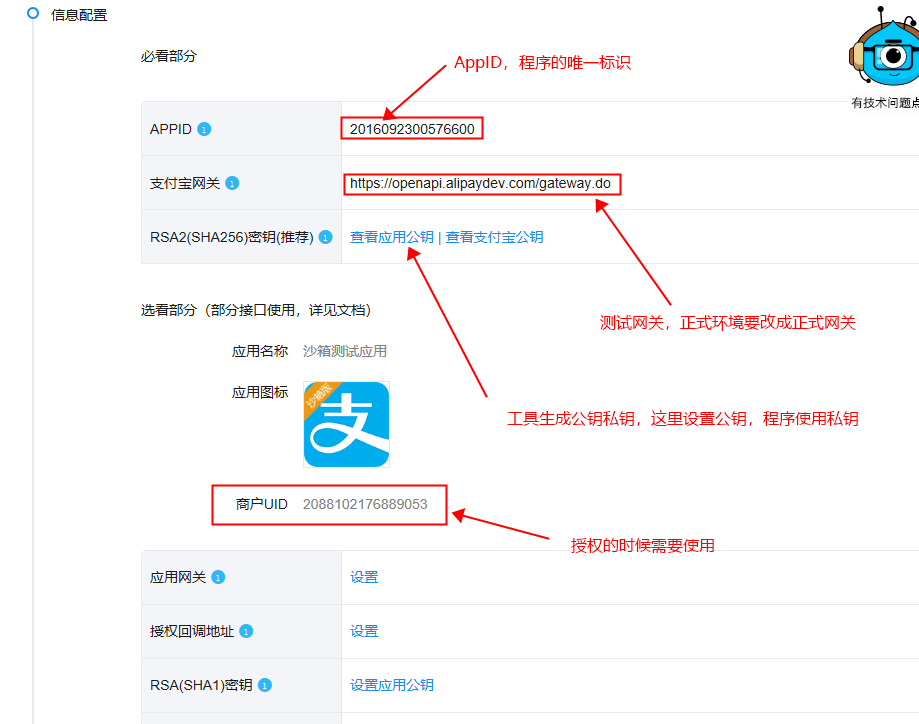 信息配置
必看部分
AppID，程序的唯一标识
有技术问题点
APPID 1 2016092300576600
支付宝网关 1 https://openapi.alipaydev.com/gateway.do
RSA2(SHA256)密钥(推荐) 1 查看应用公钥 | 查看支付宝公钥
选看部分（部分接口使用，详见文档）
测试网关，正式环境要改成正式网关
应用名称 沙箱测试应用
应用图标
沙箱版
支
工具生成公钥私钥，这里设置公钥，程序使用私钥
商户UID 2088102176889053
授权的时候需要使用
应用网关 1 设置
授权回调地址 1 设置
RSA(SHA1)密钥 1 设置应用公钥